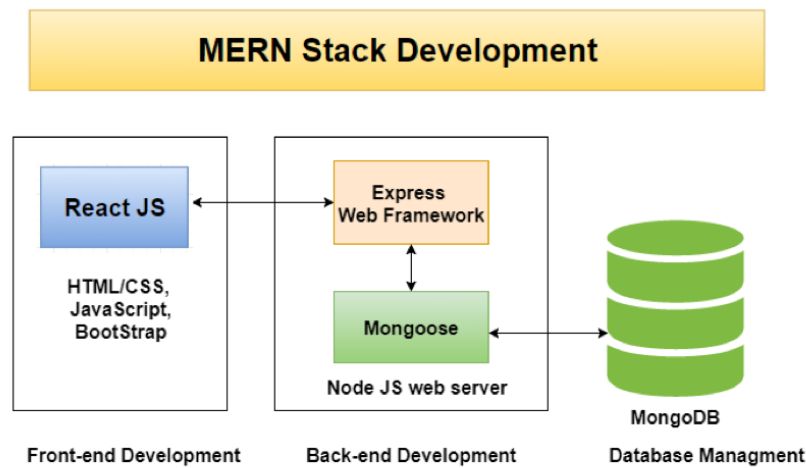 MERN Stack Development
React JS
HTML/CSS,
JavaScript,
BootStrap
Express
Web Framework
Mongoose
Node JS web server
MongoDB
Front-end Development
Back-end Development
Database Managment